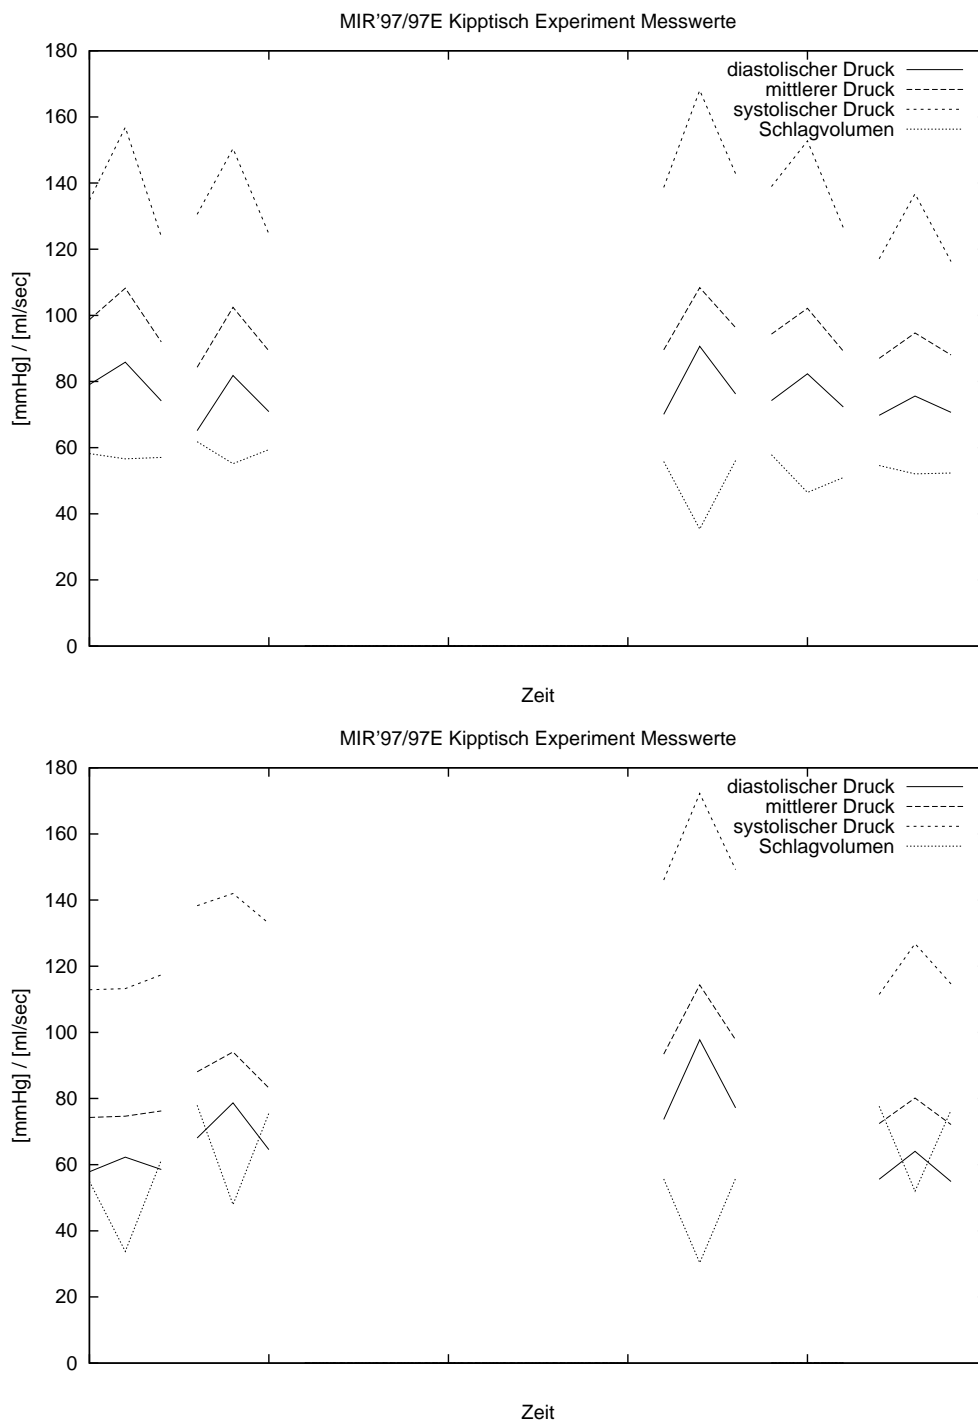 MIR'97/97E Kipptisch Experiment Messwerte
180
160
140
120
100
80
60
40
20
0
[mmHg] / [ml/sec]
diastolischer Druck
mittlerer Druck
systolischer Druck
Schlagvolumen
Zeit
MIR'97/97E Kipptisch Experiment Messwerte
180
160
140
120
100
80
60
40
20
0
[mmHg] / [ml/sec]
diastolischer Druck
mittlerer Druck
systolischer Druck
Schlagvolumen
Zeit